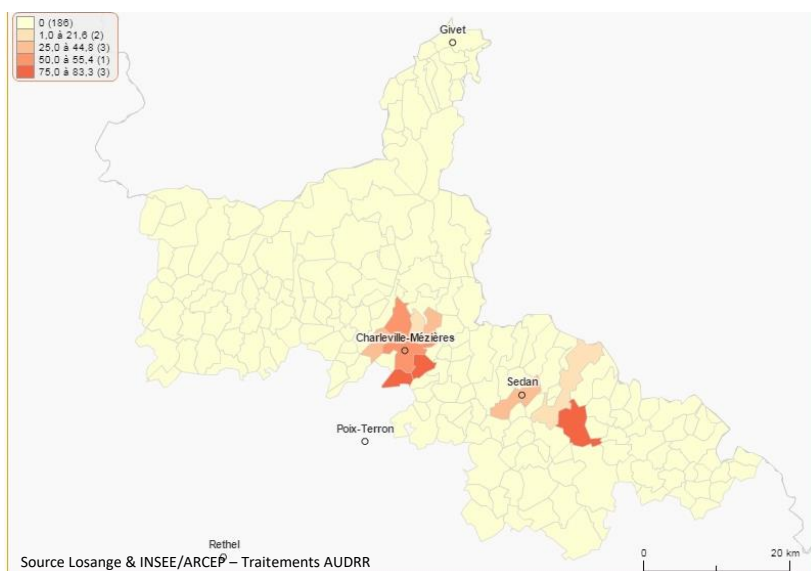 0 (186)
1,0 à 21,6 (2)
25,0 à 44,8 (3)
50,0 à 55,4 (1)
75,0 à 83,3 (3)
Givet
Charleville-Mézières
Sedan
Poix-Terron
Rethel
Source Losange & INSEE/ARCEP – Traitements AUDRR
0 20 km